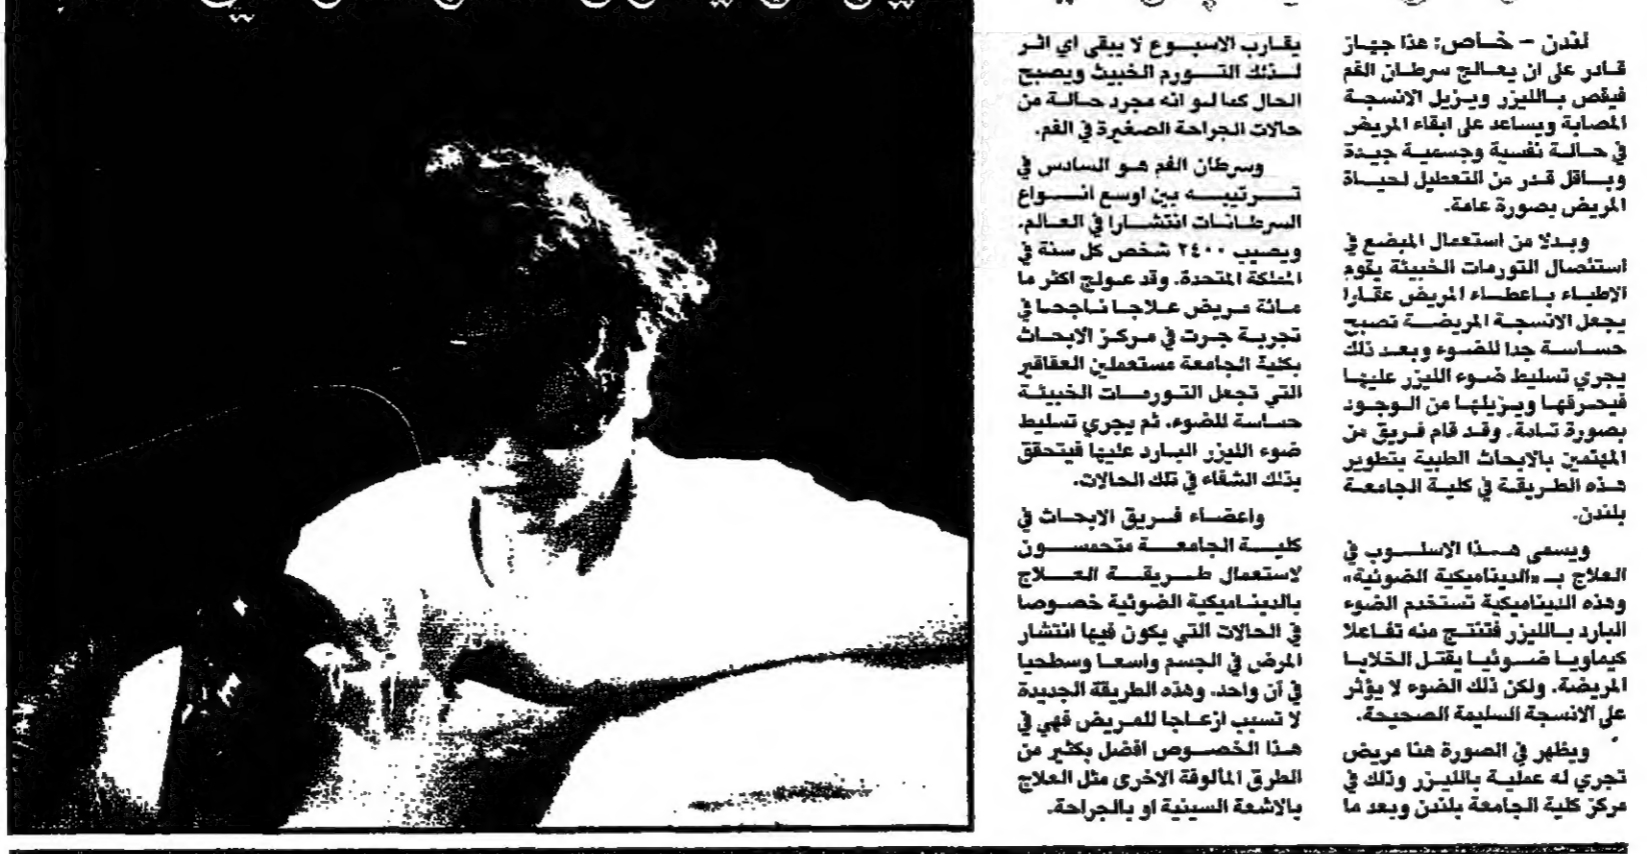 لندن – خاص: هذا جهاز
قادر على ان يعالج سرطان الفم
فيقص بالليزر ويزيل الانسجة
المصابة ويساعد على ابقاء المريض
في حالة نفسية وجسمية جيدة
وباقل قدر من التعطيل لحياة
المريض بصورة عامة.
وبدلا من استعمال المبضع في
استئصال التورمات الخبيثة يقوم
الاطباء باعطاء المريض عقارا
يجعل الانسجة المريضة تصبح
حساسة جدا للضوء وبعد ذلك
يجري تسليط ضوء الليزر عليها
فيحرقها ويزيلها من الوجود
بصورة تامة. وقد قام فريق من
المهتمين بالابحاث الطبية بتطوير
هذه الطريقة في كلية الجامعة
بلندن.
ويسمى هذا الاسلوب في
العلاج بـ «الديناميكية الضوئية»
وهذه الديناميكية تستخدم الضوء
البارد بالليزر فتنتج منه تفاعلا
كيماويا ضوئيا يقتل الخلايا
المريضة. ولكن ذلك الضوء لا يؤثر
على الانسجة السليمة الصحيحة.
ويظهر في الصورة هنا مريض
تجري له عملية بالليزر وذلك في
مركز كلية الجامعة بلندن وبعد ما
يقارب الاسبوع لا يبقى اي اثر
لذلك التورم الخبيث ويصبح
الحال كما لو انه مجرد حالة من
حالات الجراحة الصغيرة في الفم.
وسرطان الفم هو السادس في
ترتيبه بين اوسع انواع
السرطانات انتشارا في العالم.
ويصيب ٢٤٠٠ شخص كل سنة في
المملكة المتحدة. وقد عولج اكثر ما
مائة مريض علاجا ناجحا في
تجربة جرت في مركز الابحاث
بكلية الجامعة مستعملين العقاقير
التي تجعل التورمات الخبيثة
حساسة للضوء. ثم يجري تسليط
ضوء الليزر البارد عليها فيتحقق
بذلك الشفاء في تلك الحالات.
واعضاء فريق الابحاث في
كلية الجامعة متحمسون
لاستعمال طريقة العلاج
بالديناميكية الضوئية خصوصا
في الحالات التي يكون فيها انتشار
المرض في الجسم واسعا وسطحيا
في آن واحد. وهذه الطريقة الجديدة
لا تسبب ازعاجا للمريض فهي في
هذا الخصوص افضل بكثير من
الطرق المألوفة الاخرى مثل العلاج
بالاشعة السينية او بالجراحة.